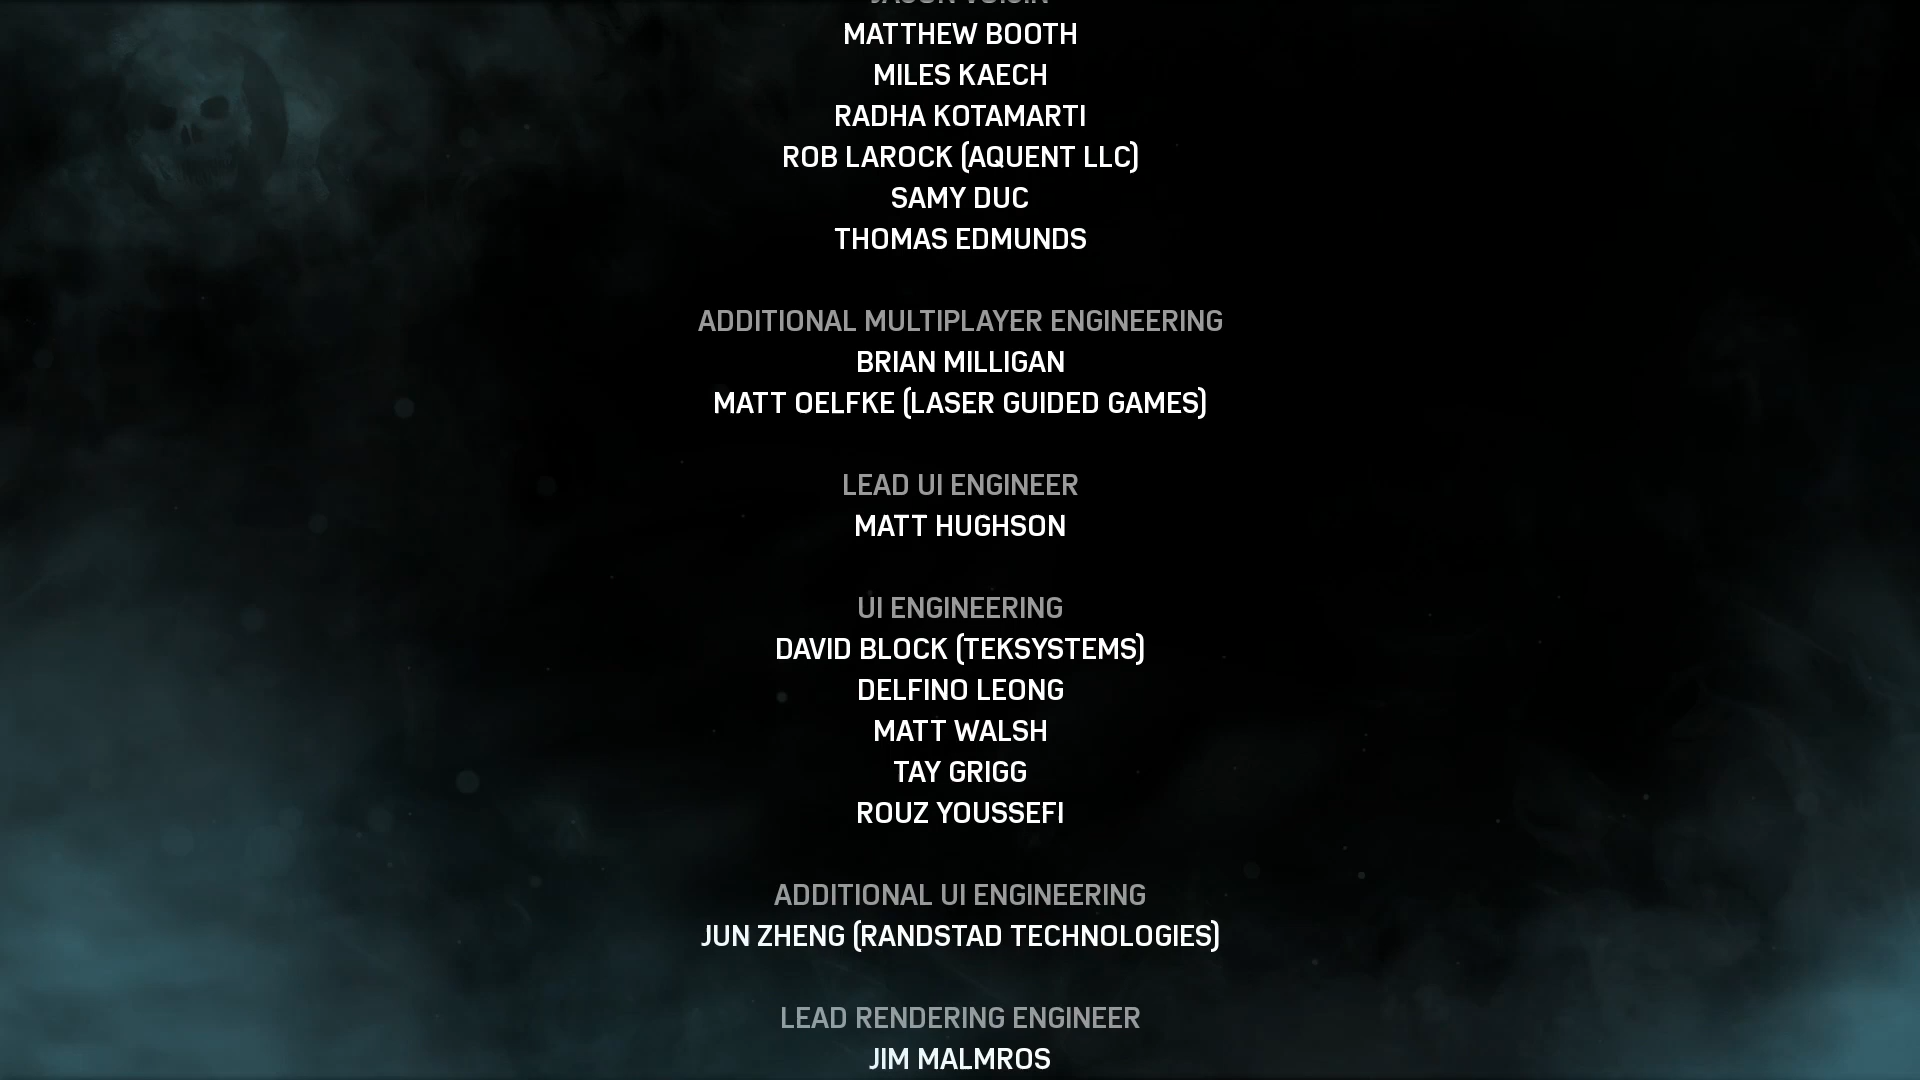 MATTHEW BOOTH
MILES KAECH
RADHA KOTAMARTI
ROB LAROCK (AQUENT LLC)
SAMY DUC
THOMAS EDMUNDS
ADDITIONAL MULTIPLAYER ENGINEERING
BRIAN MILLIGAN
MATT OELFKE (LASER GUIDED GAMES)
LEAD UI ENGINEER
MATT HUGHSON
UI ENGINEERING
DAVID BLOCK (TEKSYSTEMS)
DELFINO LEONG
MATT WALSH
TAY GRIGG
ROUZ YOUSSEFI
ADDITIONAL UI ENGINEERING
JUN ZHENG (RANDSTAD TECHNOLOGIES)
LEAD RENDERING ENGINEER
JIM MALMROS